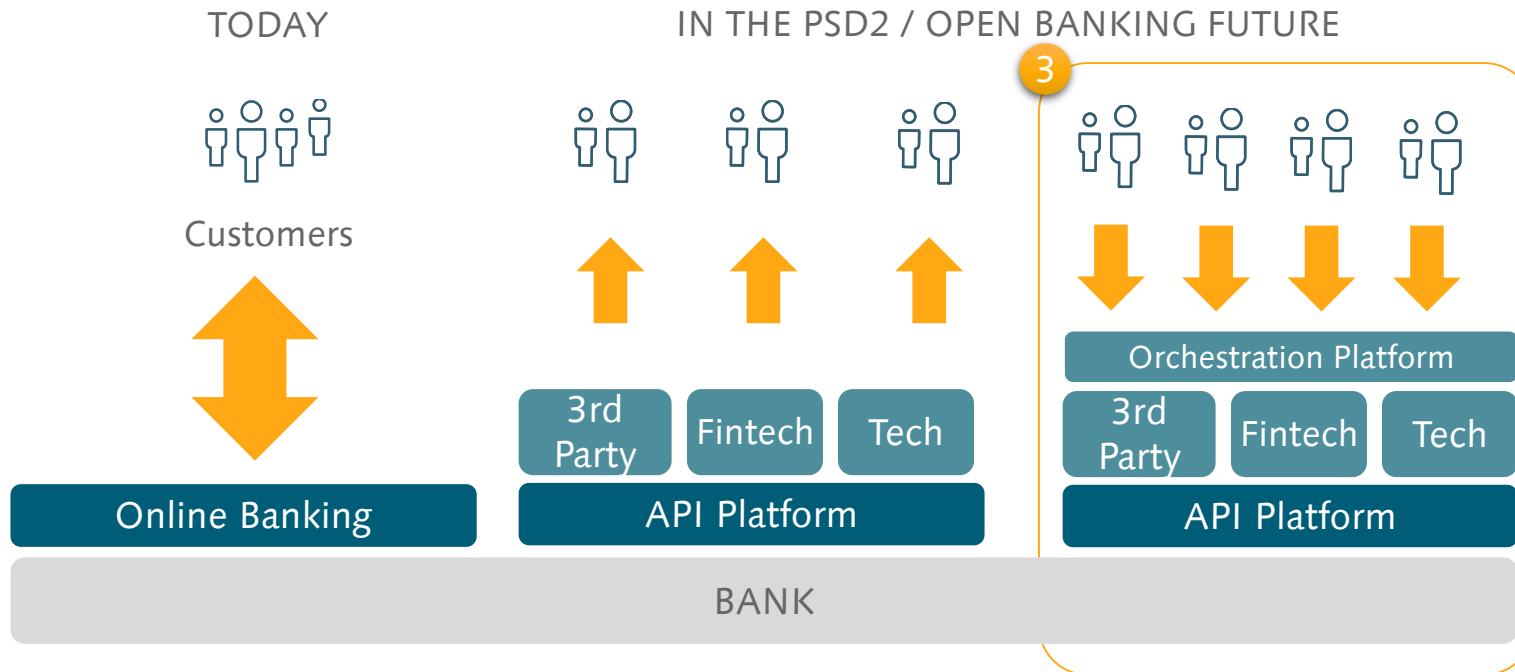 TODAY
IN THE PSD2 / OPEN BANKING FUTURE
3
Customers
Orchestration Platform
3rd
Party
Fintech
Tech
3rd
Party
Fintech
Tech
Online Banking
API Platform
API Platform
BANK